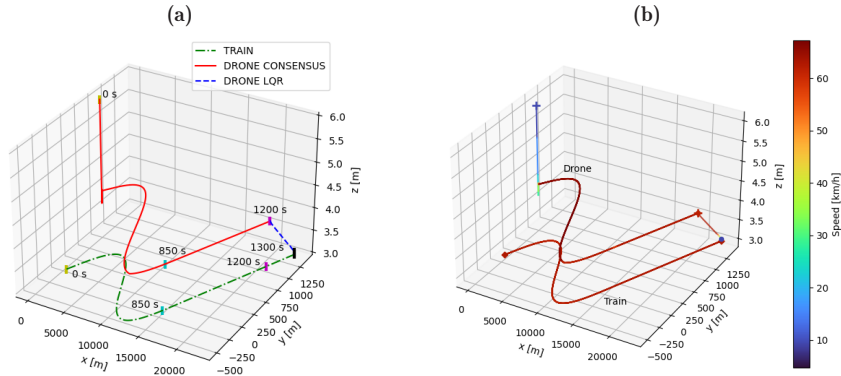 (a)
(b)
TRAIN
DRONE CONSENSUS
DRONE LQR
0 s
0 s
850 s
850 s
1200 s
1200 s
1300 s
6.0
5.5
5.0
4.5
4.0
3.5
3.0
z [m]
0
5000
10000
15000
20000
x [m]
−500
−250
0
250
500
750
1000
1250
y [m]
Drone
Train
6.0
5.5
5.0
4.5
4.0
3.5
3.0
z [m]
0
5000
10000
15000
20000
x [m]
−500
−250
0
250
500
750
1000
1250
y [m]
60
50
40
30
20
10
Speed [km/h]